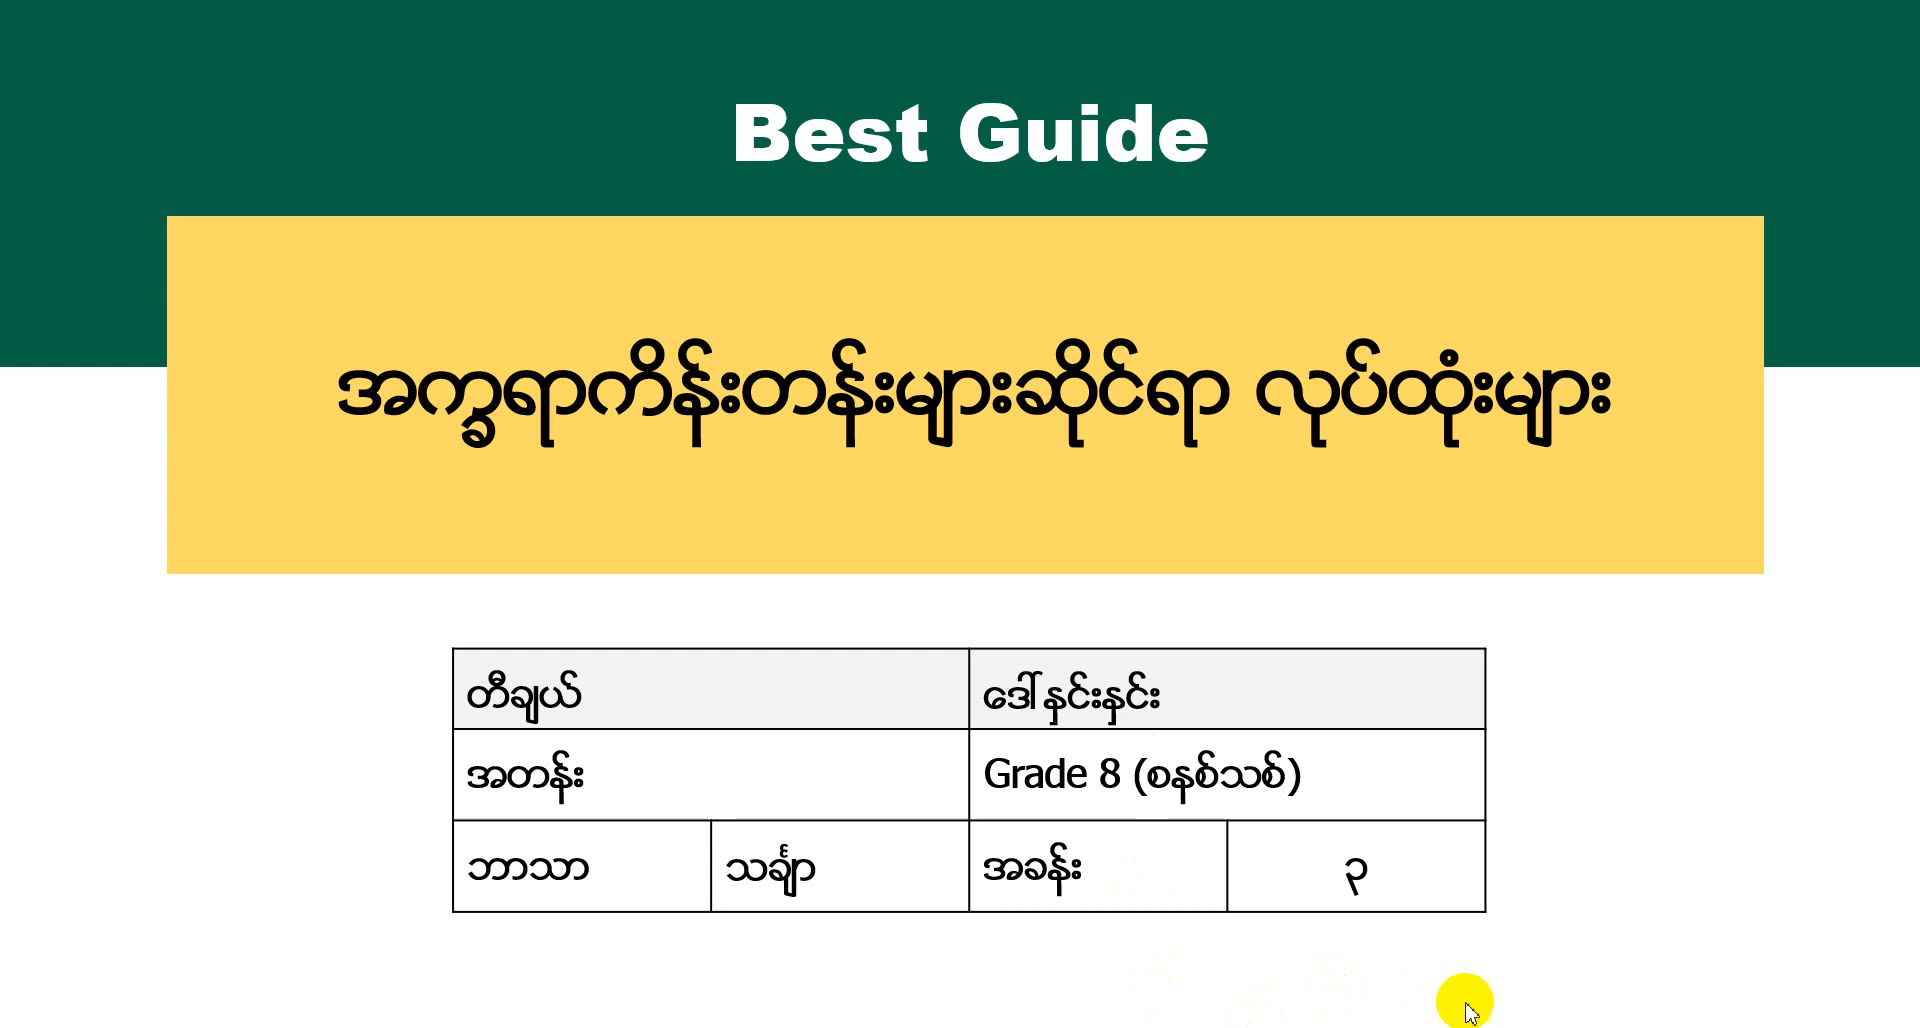 Best Guide
အက္ခရာကိန်းတန်းများဆိုင်ရာ လုပ်ထုံးများ
တီချယ် ဒေါ်နှင်းနှင်း
အတန်း Grade 8 (စနစ်သစ်)
ဘာသာ သင်္ချာ အခန်း ၃